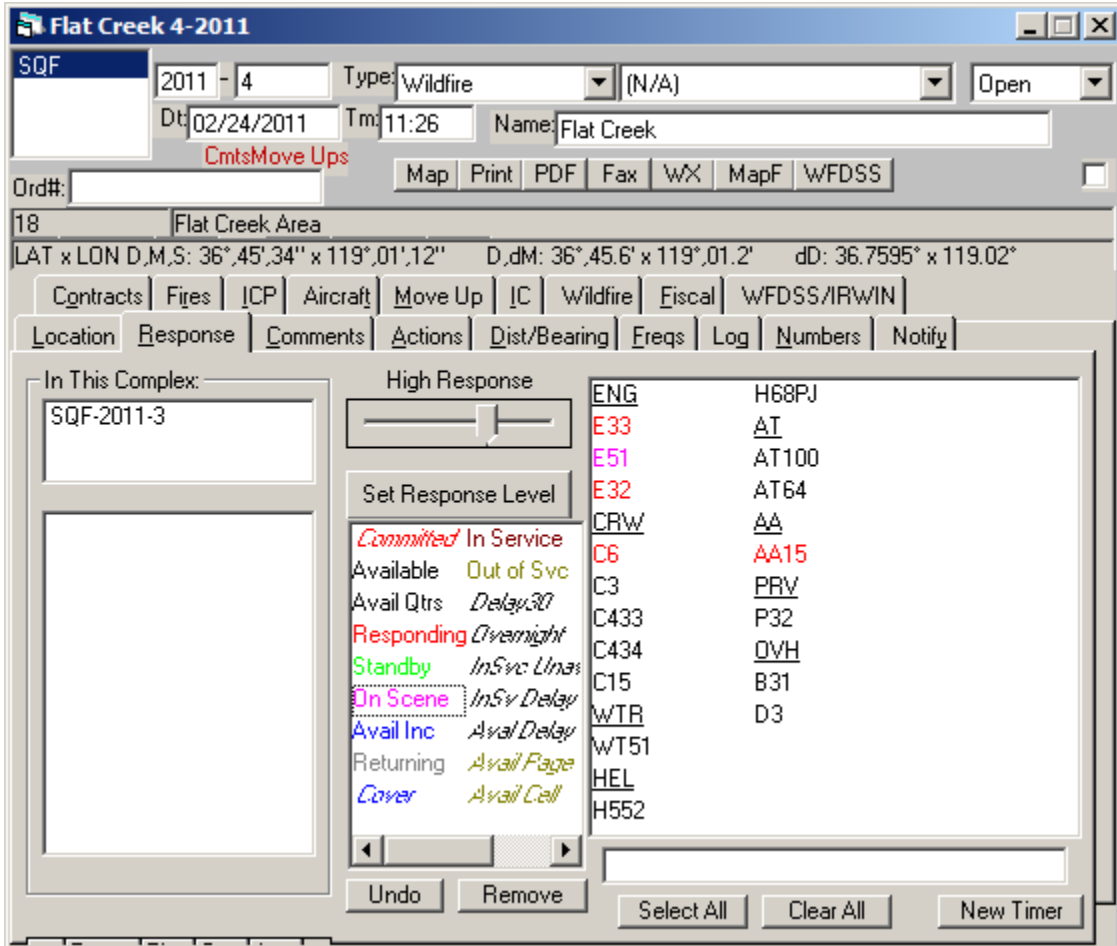 Flat Creek 4-2011
SQF
2011 - 4 Type: Wildfire (N/A) Open
Dt: 02/24/2011 Tm: 11:26 Name: Flat Creek
CmtsMove Ups
Ord#: Map Print PDF Fax WX MapF WFDSS
18 Flat Creek Area
LAT x LON D,M,S: 36°,45',34'' x 119°,01',12'' D,dM: 36°,45.6' x 119°,01.2' dD: 36.7595° x 119.02°
Contracts Fires ICP Aircraft Move Up IC Wildfire Fiscal WFDSS/IRWIN
Location Response Comments Actions Dist/Bearing Freqs Log Numbers Notify
In This Complex:
SQF-2011-3
High Response
Set Response Level
Committed In Service
Available Out of Svc
Avail Qtrs Delay30
Responding Overnight
Standby InSvc Una
On Scene InSv Delay
Avail Inc Aval Delay
Returning Avail Page
Cover Avail Cell
Undo Remove
ENG H68PJ
E33 AT
E51 AT100
E32 AT64
CRW AA
C6 AA15
C3 PRV
C433 P32
C434 OVH
C15 B31
WTR D3
WT51
HEL
H552
Select All Clear All New Timer